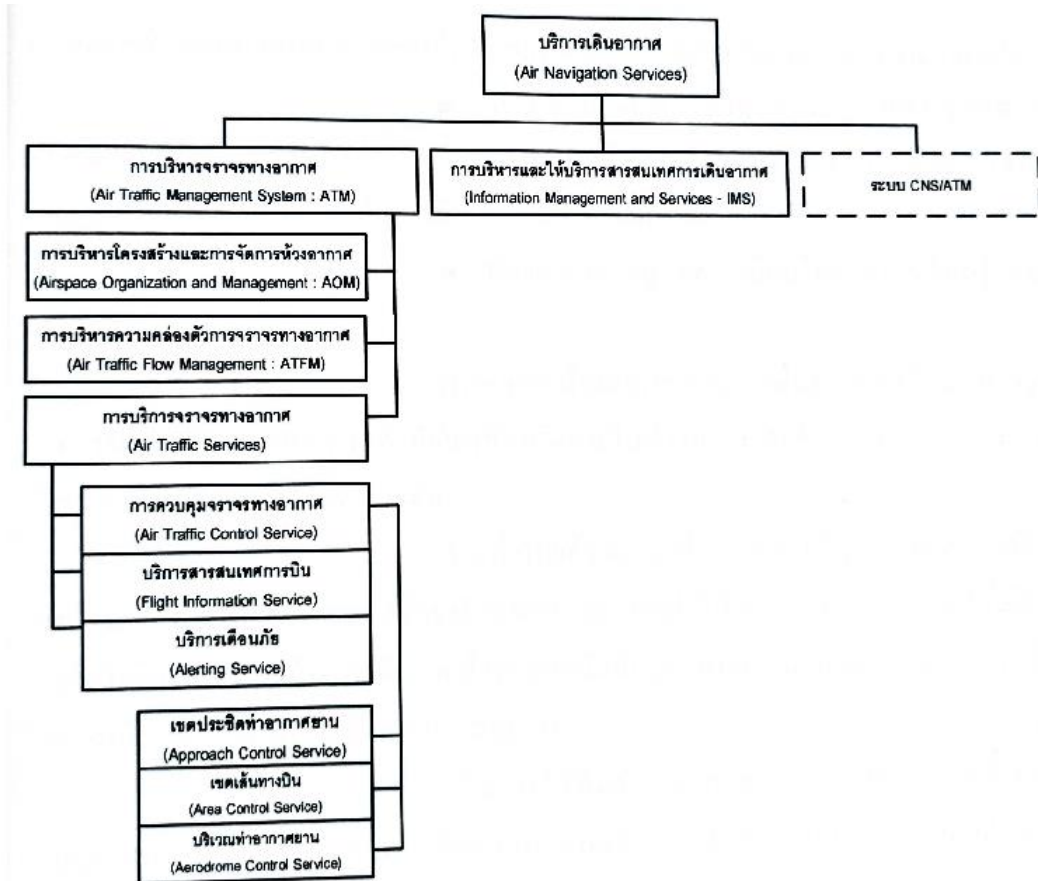 บริการเดินอากาศ
(Air Navigation Services)
การบริหารจราจรทางอากาศ
(Air Traffic Management System : ATM)
การบริหารและให้บริการสารสนเทศการเดินอากาศ
(Information Management and Services - IMS)
ระบบ CNS/ATM
การบริหารโครงสร้างและการจัดการห้วงอากาศ
(Airspace Organization and Management : AOM)
การบริหารความคล่องตัวการจราจรทางอากาศ
(Air Traffic Flow Management : ATFM)
การบริการจราจรทางอากาศ
(Air Traffic Services)
การควบคุมจราจรทางอากาศ
(Air Traffic Control Service)
บริการสารสนเทศการบิน
(Flight Information Service)
บริการเตือนภัย
(Alerting Service)
เขตประชิดท่าอากาศยาน
(Approach Control Service)
เขตเส้นทางบิน
(Area Control Service)
บริเวณท่าอากาศยาน
(Aerodrome Control Service)